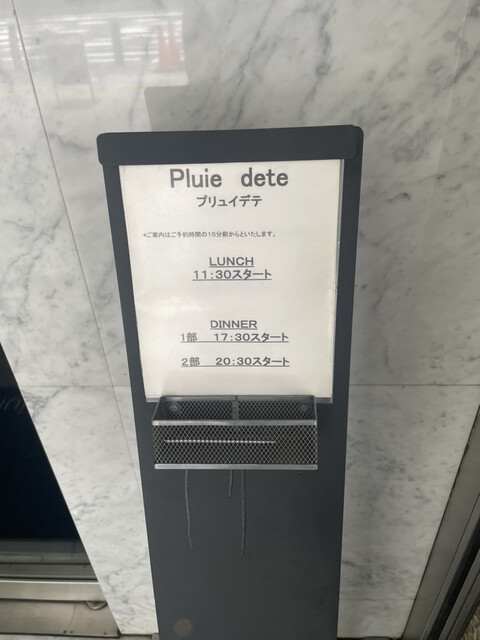 Pluie dete
プリュイデテ
*ご案内はご予約時間の15分前からといたします。
LUNCH
11:30スタート
DINNER
1部 17:30スタート
2部 20:30スタート